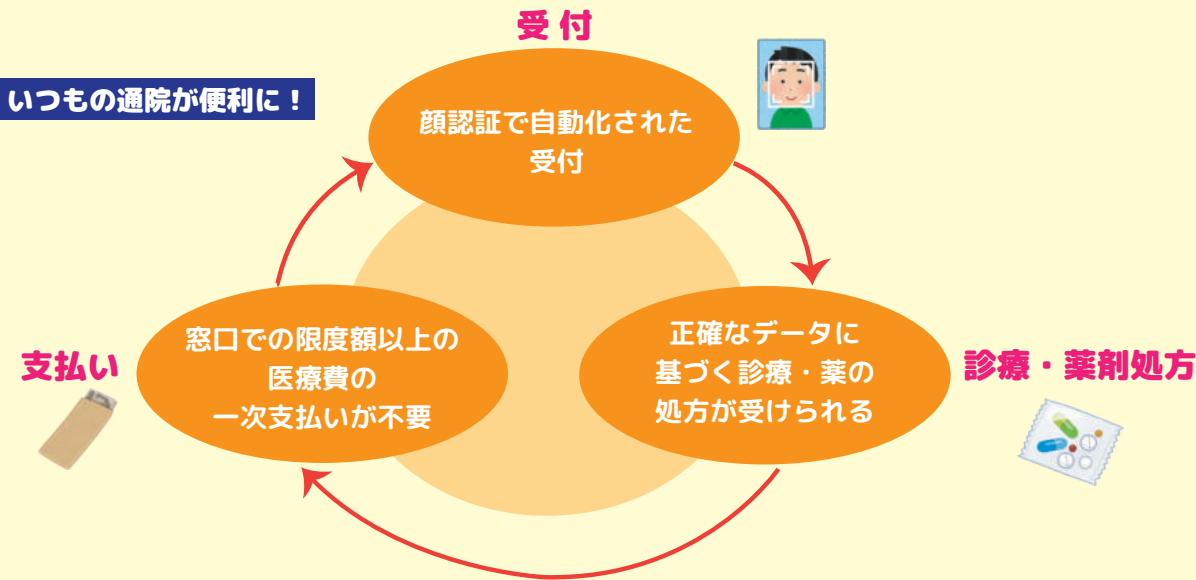 受付
いつもの通院が便利に！
顔認証で自動化された
受付
正確なデータに
基づく診療・薬の
処方が受けられる
診療・薬剤処方
窓口での限度額以上の
医療費の
一次支払いが不要
支払い